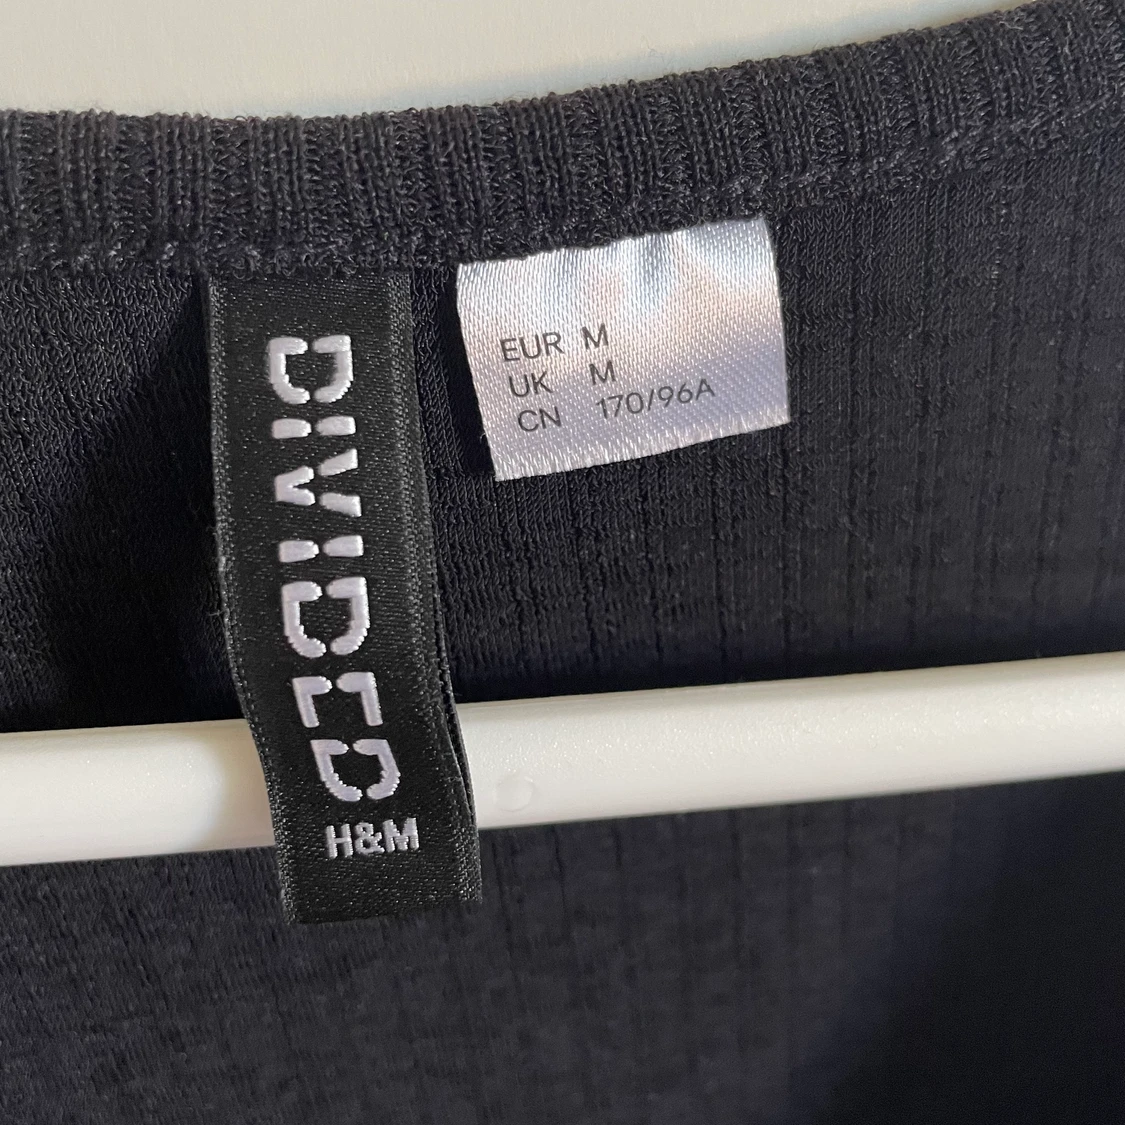 DIVIDED
H&M
EUR M
UK M
CN 170/96A